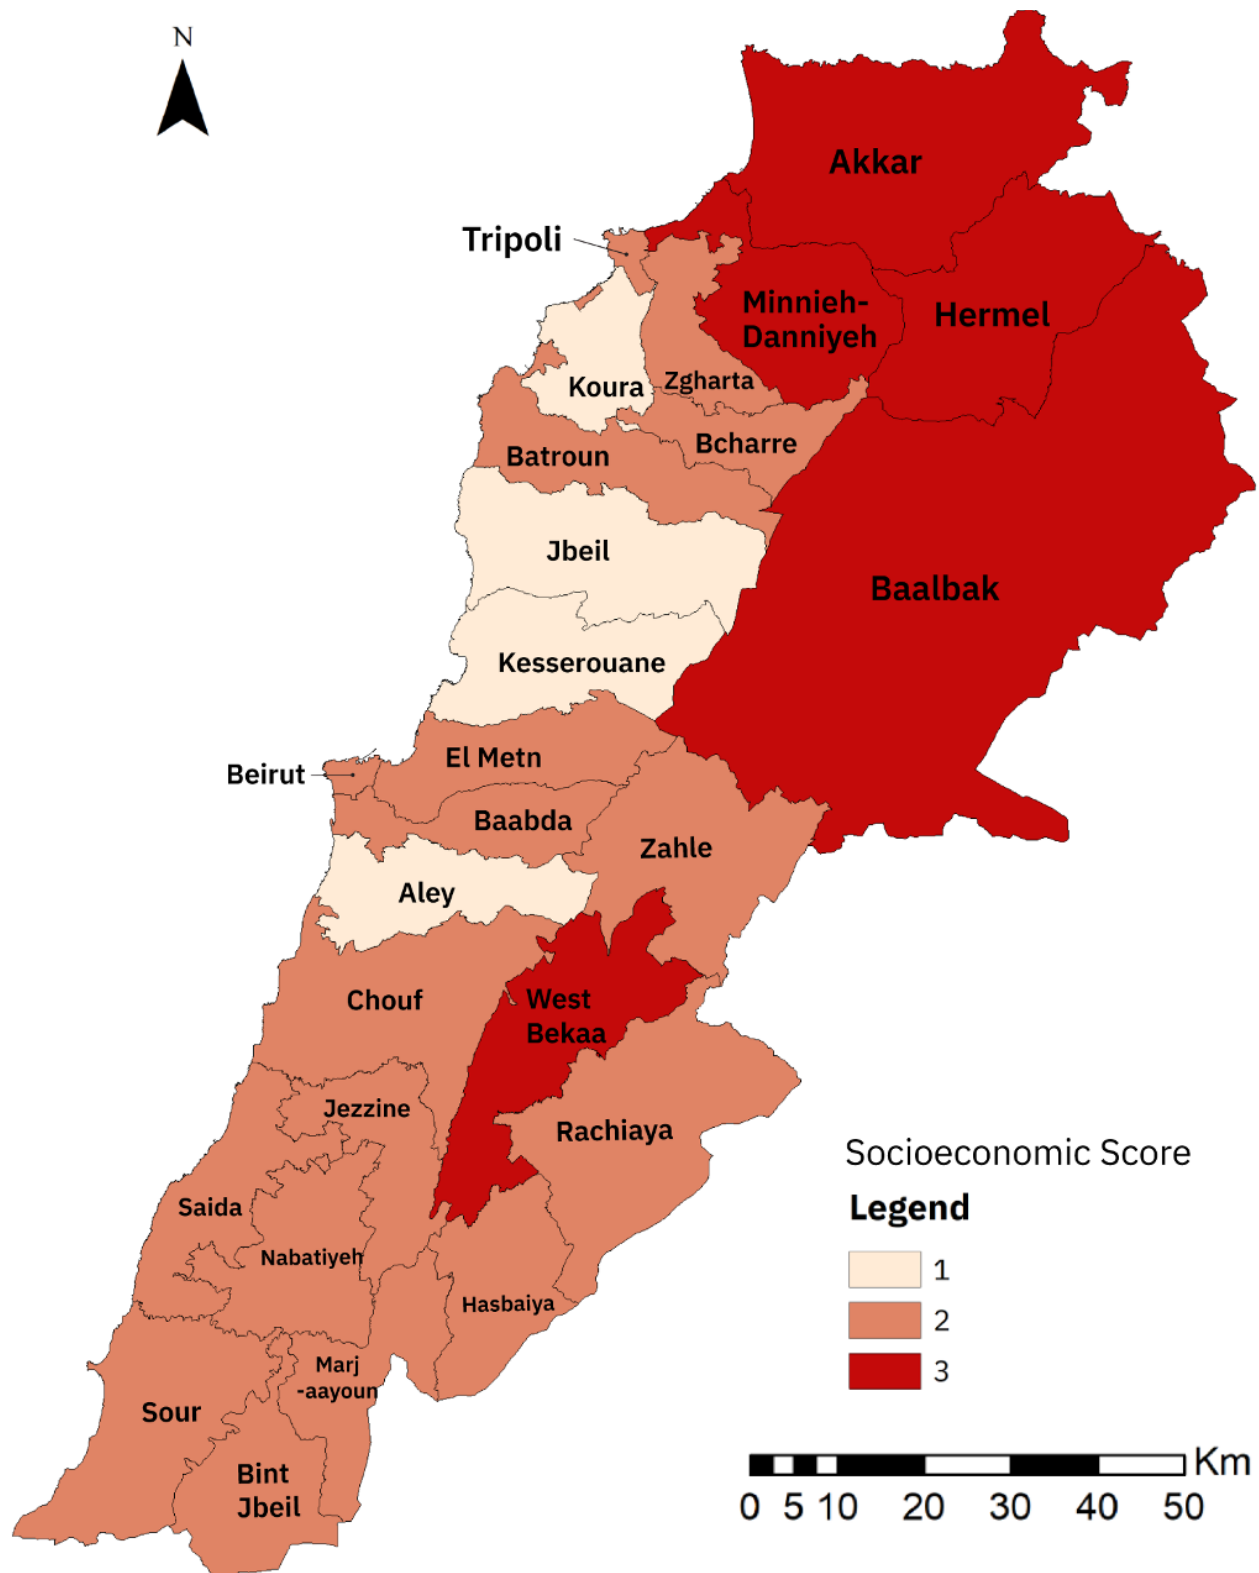 N
Akkar
Tripoli
Minnieh-
Danniyeh
Hermel
Koura
Zgharta
Bcharre
Batroun
Jbeil
Baalbak
Kesserouane
El Metn
Beirut
Baabda
Zahle
Aley
Chouf
West
Bekaa
Jezzine
Rachiaya
Saida
Nabatiyeh
Hasbaiya
Marj
-aayoun
Sour
Bint
Jbeil
Socioeconomic Score
Legend
1
2
3
Km
0 5 10 20 30 40 50